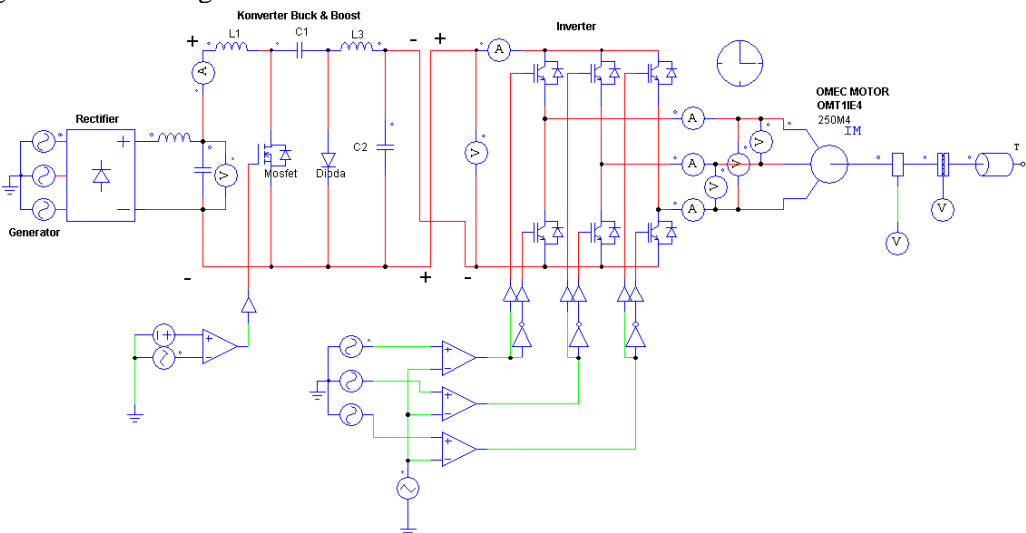 Konverter Buck & Boost
L1
C1
L3
Inverter
+
-
+
A
A
OMEC MOTOR
OMT1IE4
250M4
IM
Rectifier
+
-
V
Mosfet
Dioda
C2
V
A
A
A
V
V
V
T
Generator
-
+
-
V
V
+
-
+
-
+
-
+
-